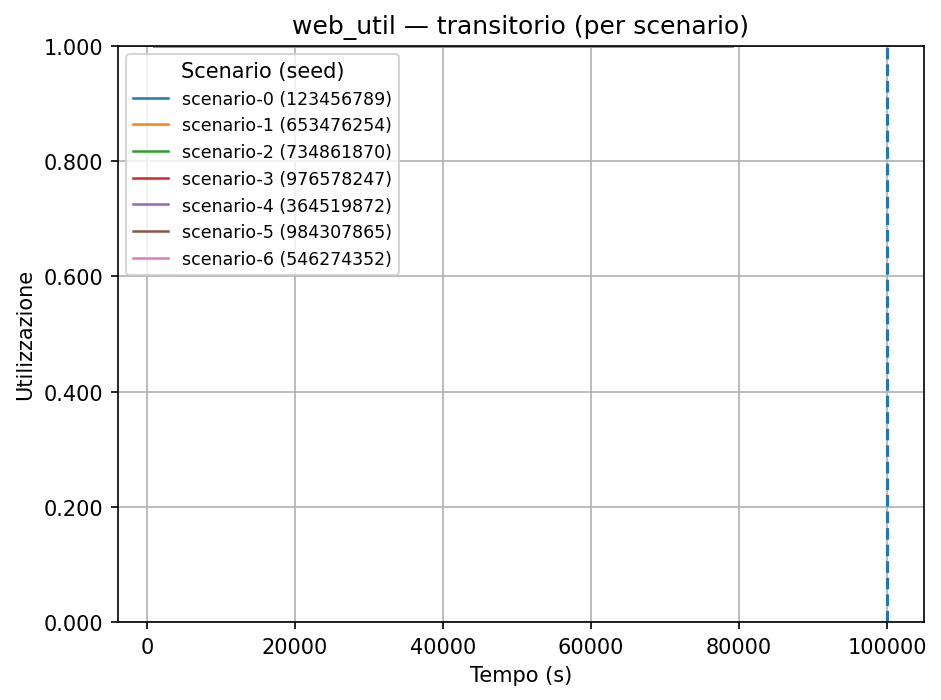 web_util — transitorio (per scenario)
1.000
0.800
0.600
0.400
0.200
0.000
Utilizzazione
Scenario (seed)
scenario-0 (123456789)
scenario-1 (653476254)
scenario-2 (734861870)
scenario-3 (976578247)
scenario-4 (364519872)
scenario-5 (984307865)
scenario-6 (546274352)
0 20000 40000 60000 80000 100000
Tempo (s)